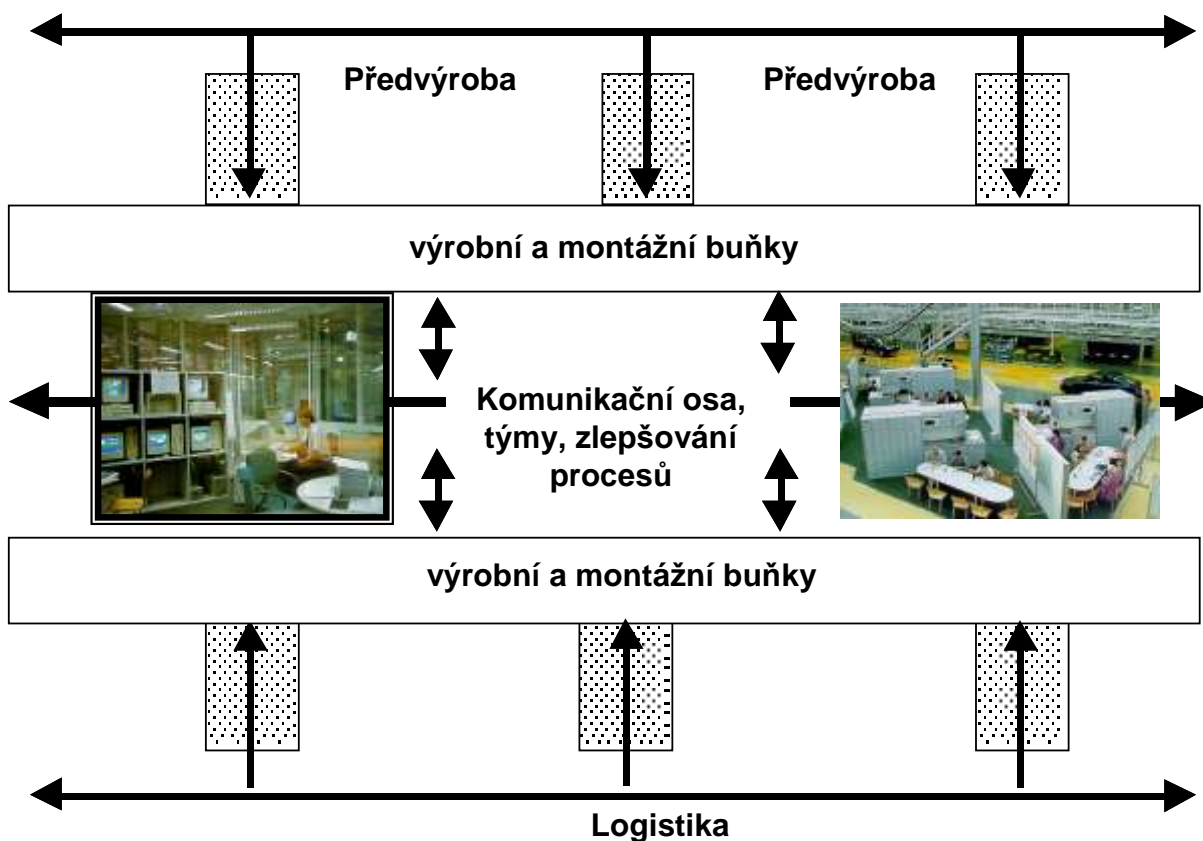 Předvýroba
Předvýroba
výrobní a montážní buňky
Komunikační osa,
týmy, zlepšování
procesů
výrobní a montážní buňky
Logistika